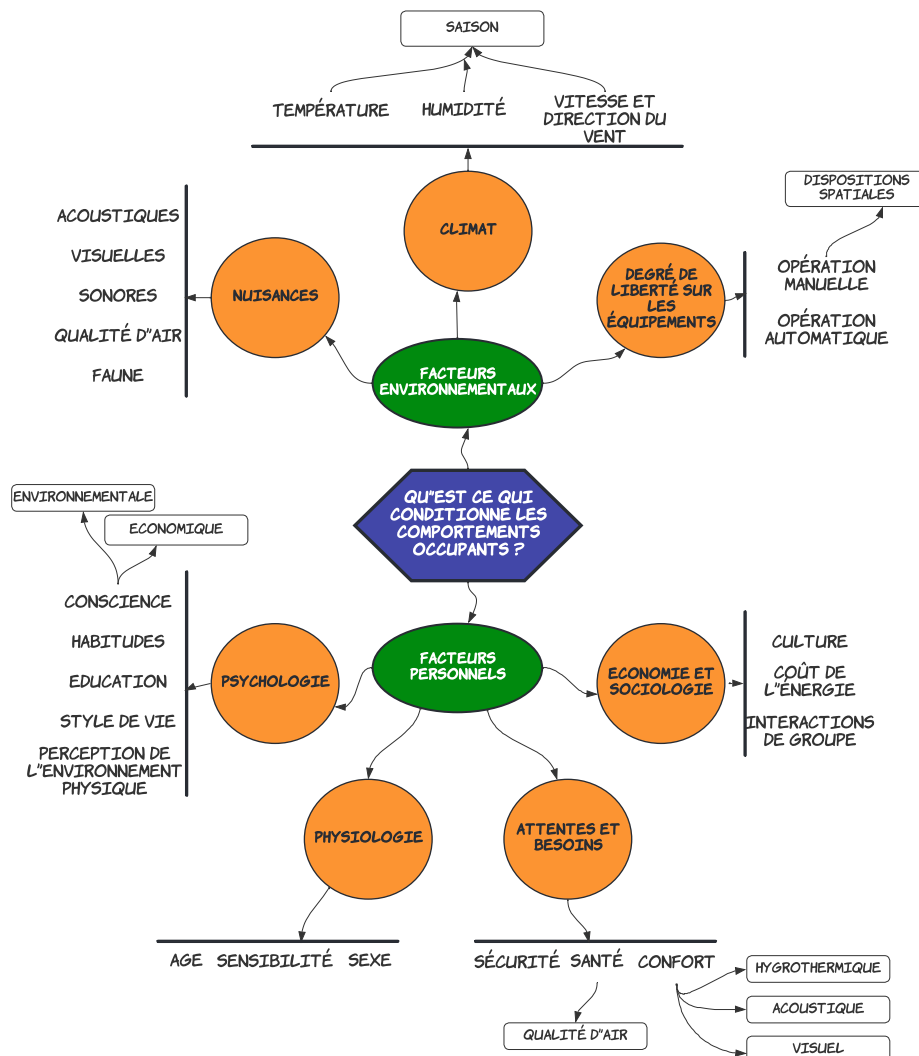 SAISON
TEMPÉRATURE
HUMIDITÉ
VITESSE ET
DIRECTION DU
VENT
CLIMAT
DISPOSITIONS
SPATIALES
ACOUSTIQUES
VISUELLES
SONORES
QUALITÉ D"AIR
FAUNE
NUISANCES
DEGRÉ DE
LIBERTÉ SUR
LES
ÉQUIPEMENTS
OPÉRATION
MANUELLE
OPÉRATION
AUTOMATIQUE
FACTEURS
ENVIRONNEMENTAUX
QU"EST CE QUI
CONDITIONNE LES
COMPORTEMENTS
OCCUPANTS ?
ENVIRONNEMENTALE
ECONOMIQUE
CONSCIENCE
HABITUDES
EDUCATION
STYLE DE VIE
PERCEPTION DE
L"ENVIRONNEMENT
PHYSIQUE
PSYCHOLOGIE
FACTEURS
PERSONNELS
ECONOMIE ET
SOCIOLOGIE
CULTURE
COÛT DE
L"ÉNERGIE
INTERACTIONS
DE GROUPE
PHYSIOLOGIE
ATTENTES ET
BESOINS
AGE
SENSIBILITÉ
SEXE
SÉCURITÉ
SANTÉ
CONFORT
QUALITÉ D"AIR
HYGROTHERMIQUE
ACOUSTIQUE
VISUEL